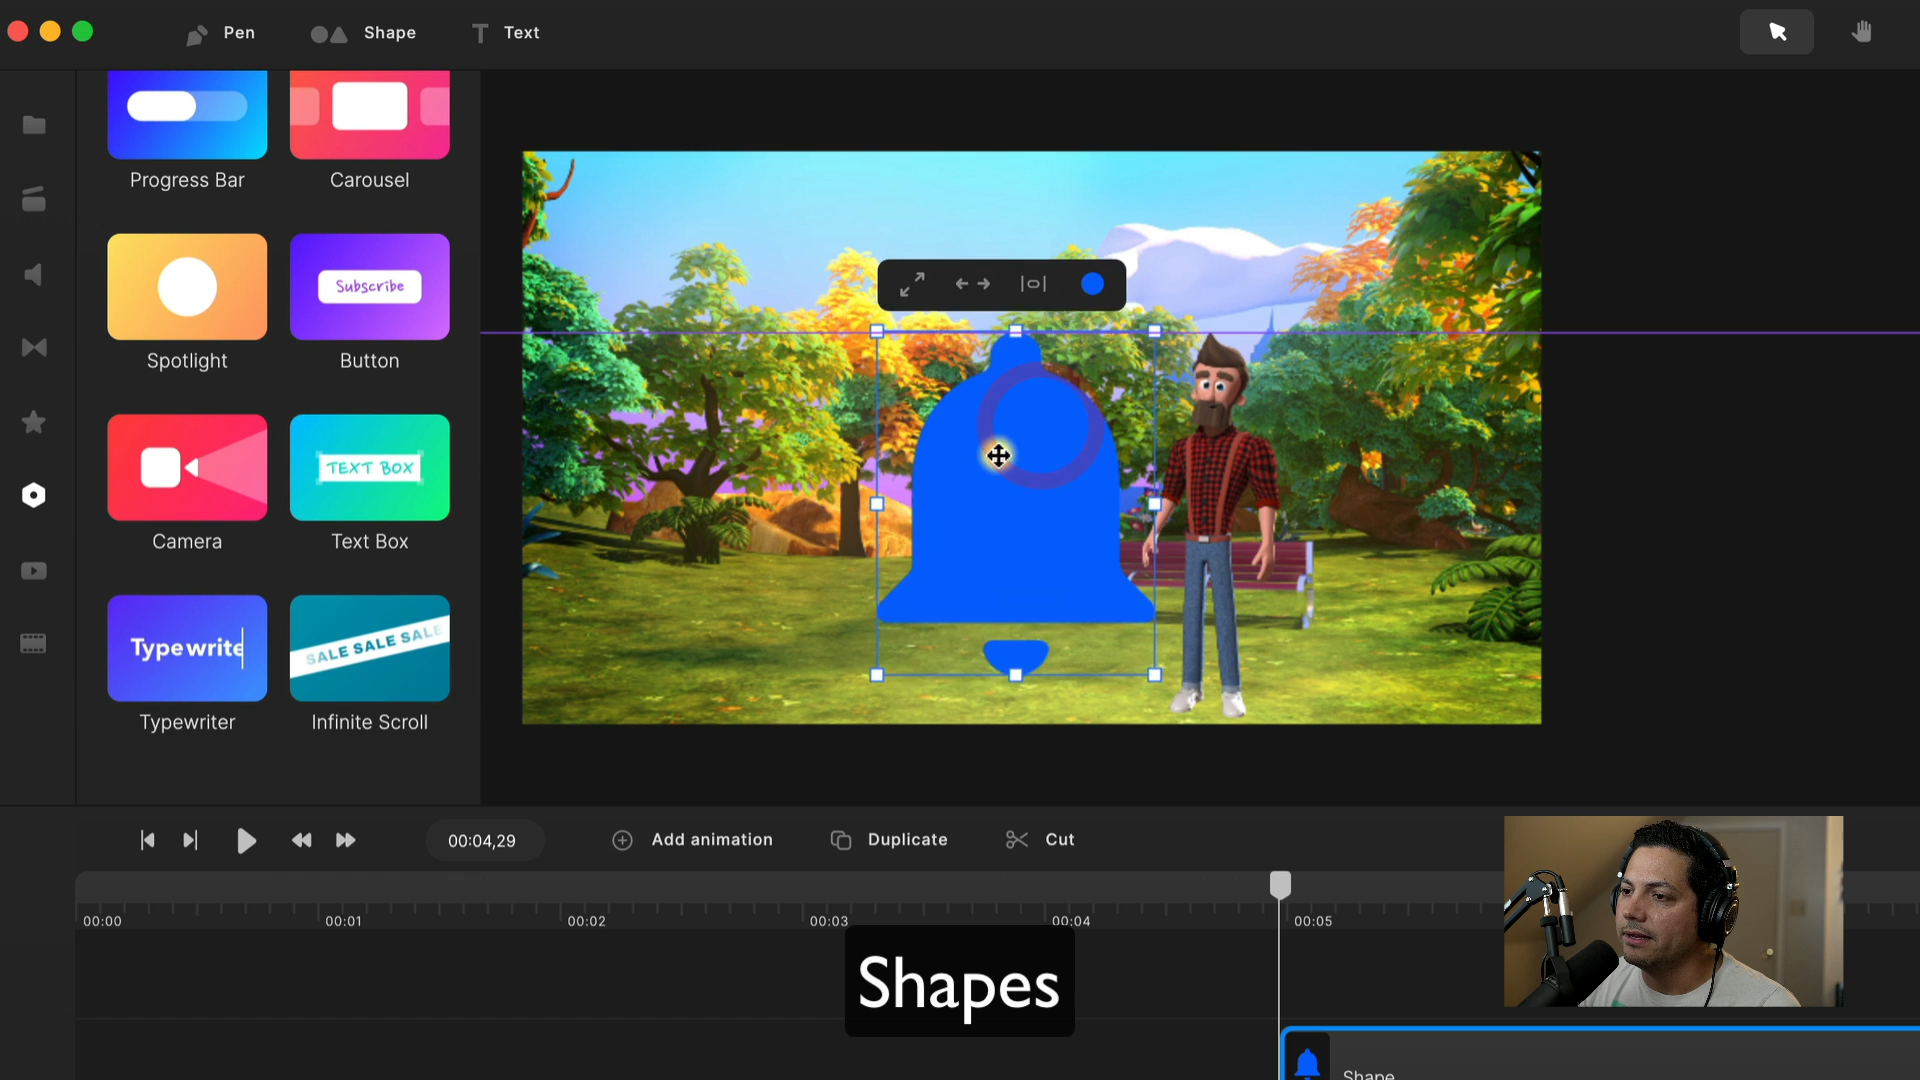 Pen
Shape
Text
Progress Bar
Carousel
Subscribe
Spotlight
Button
TEXT BOX
Camera
Text Box
Typewrite
SALE SALE SALE
Typewriter
Infinite Scroll
00:04,29
Add animation
Duplicate
Cut
00:00
00:01
00:02
00:03
00:04
00:05
Shapes
Shape